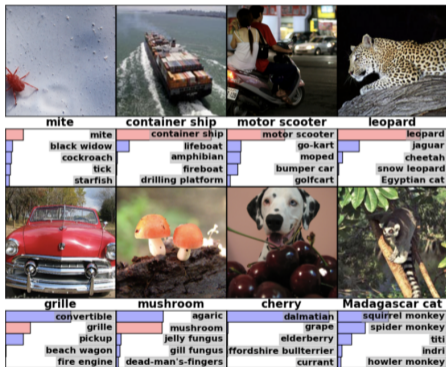 mite
container ship
motor scooter
leopard
mite
black widow
cockroach
tick
starfish
container ship
lifeboat
amphibian
fireboat
drilling platform
motor scooter
go-kart
moped
bumper car
golfcart
leopard
jaguar
cheetah
snow leopard
Egyptian cat
grille
mushroom
cherry
Madagascar cat
convertible
grille
pickup
beach wagon
fire engine
agaric
mushroom
jelly fungus
gill fungus
dead-man's-fingers
dalmatian
grape
elderberry
ffordshire bullterrier
currant
squirrel monkey
spider monkey
titi
indri
howler monkey